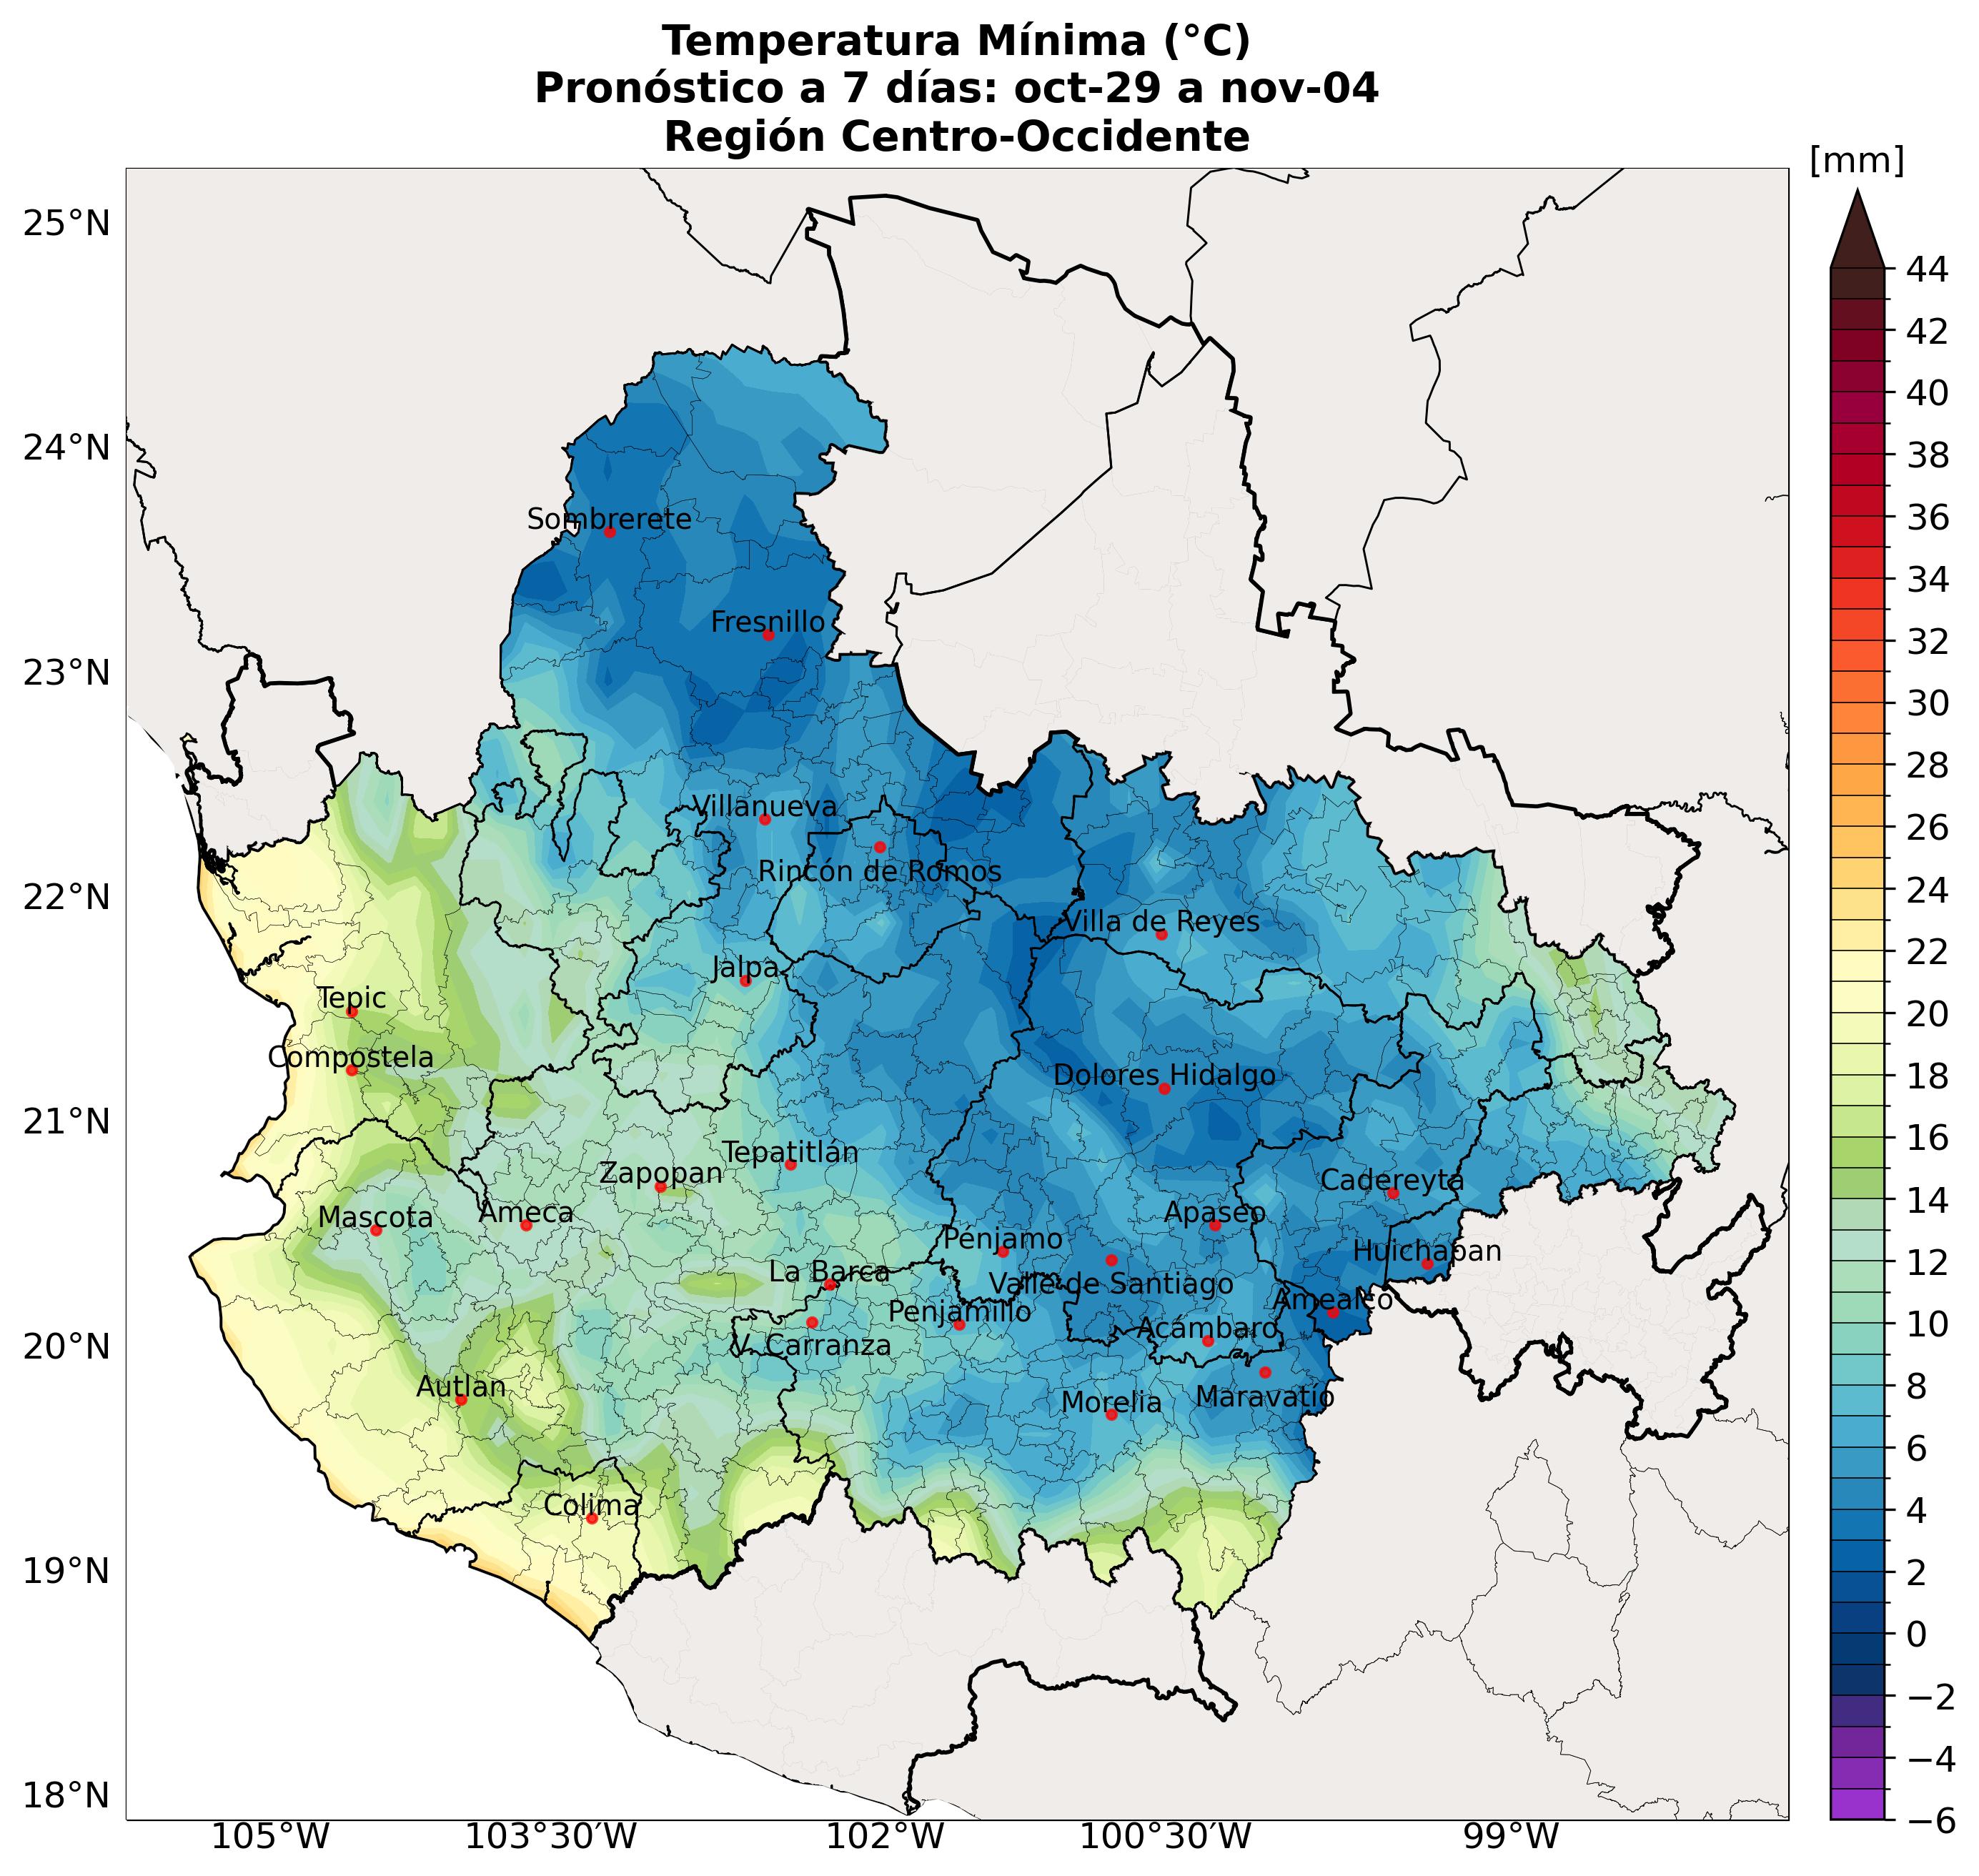 Temperatura Mínima (°C)
Pronóstico a 7 días: oct-29 a nov-04
Región Centro-Occidente
[mm]
25°N
24°N
23°N
22°N
21°N
20°N
19°N
18°N
Sombrerete
Fresnillo
Villanueva
Rincón de Romos
Villa de Reyes
Jalpa
Tepic
Compostela
Dolores Hidalgo
Tepatitlán
Zapopan
Cadereyta
Mascota
Ameca
Apaseo
Pénjamo
Huichapan
La Barca
Valle de Santiago
Amealco
Penjamillo
Acámbaro
V. Carranza
Autlan
Morelia
Maravatío
Colima
44
42
40
38
36
34
32
30
28
26
24
22
20
18
16
14
12
10
8
6
4
2
0
−2
−4
−6
105°W
103°30′W
102°W
100°30′W
99°W